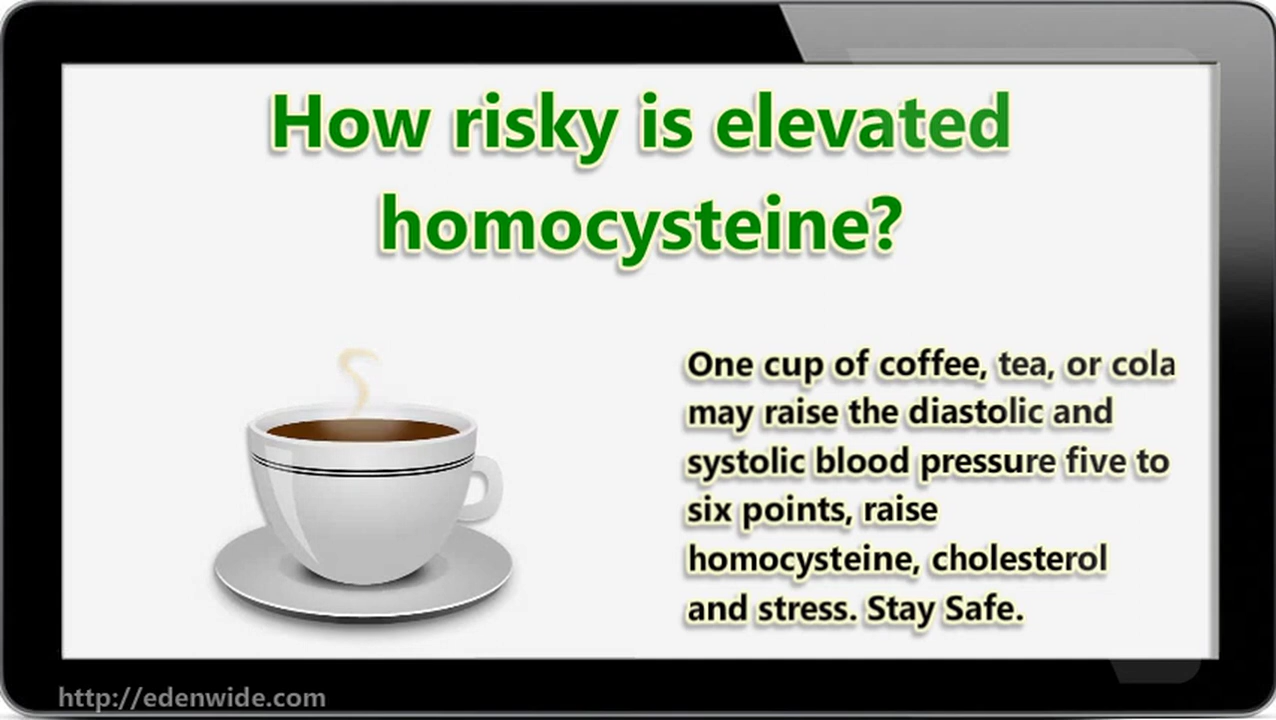 How risky is elevated
homocysteine?
One cup of coffee, tea, or cola
may raise the diastolic and
systolic blood pressure five to
six points, raise
homocysteine, cholesterol
and stress. Stay Safe.
http://edenwide.com